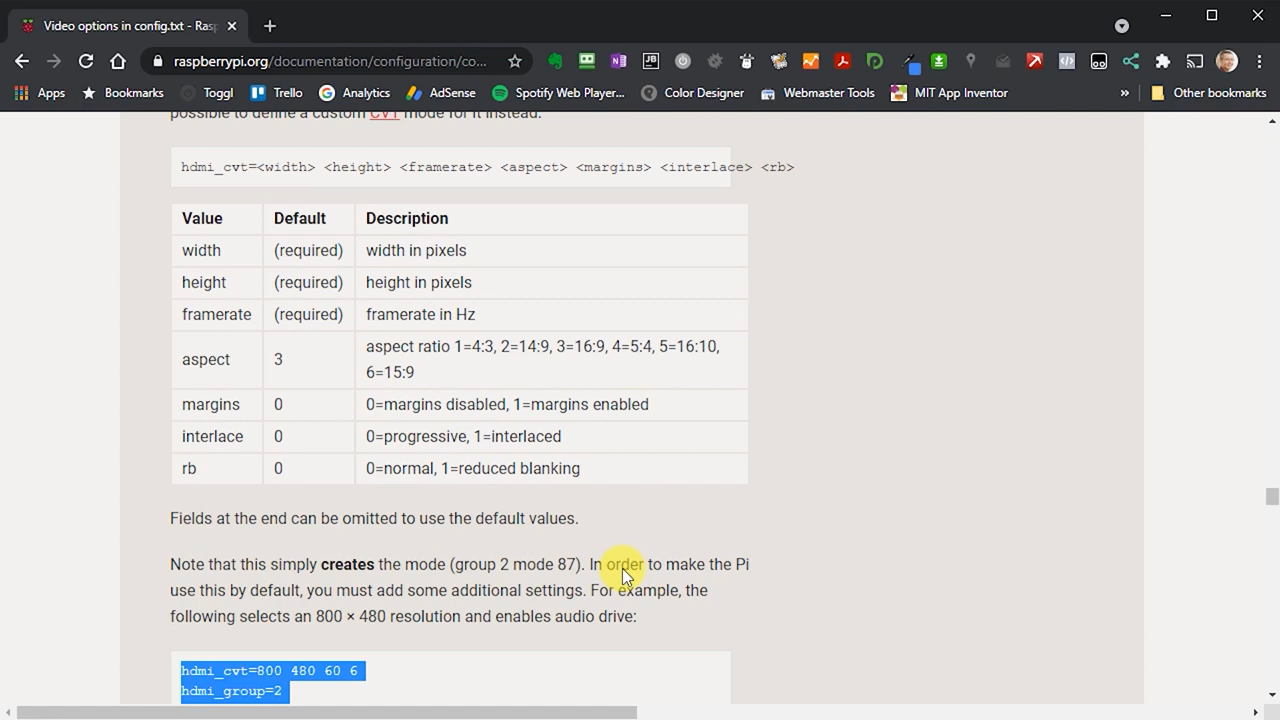 Video options in config.txt - Rasp
raspberrypi.org/documentation/configuration/co...
Apps Bookmarks Toggl Trello Analytics AdSense Spotify Web Player... Color Designer Webmaster Tools MIT App Inventor » Other bookmarks
possible to define a custom CVT mode for it instead:
hdmi_cvt=<width> <height> <framerate> <aspect> <margins> <interlace> <rb>
Value Default Description
width (required) width in pixels
height (required) height in pixels
framerate (required) framerate in Hz
aspect 3 aspect ratio 1=4:3, 2=14:9, 3=16:9, 4=5:4, 5=16:10,
6=15:9
margins 0 0=margins disabled, 1=margins enabled
interlace 0 0=progressive, 1=interlaced
rb 0 0=normal, 1=reduced blanking
Fields at the end can be omitted to use the default values.
Note that this simply creates the mode (group 2 mode 87). In order to make the Pi
use this by default, you must add some additional settings. For example, the
following selects an 800 × 480 resolution and enables audio drive:
hdmi_cvt=800 480 60 6
hdmi_group=2